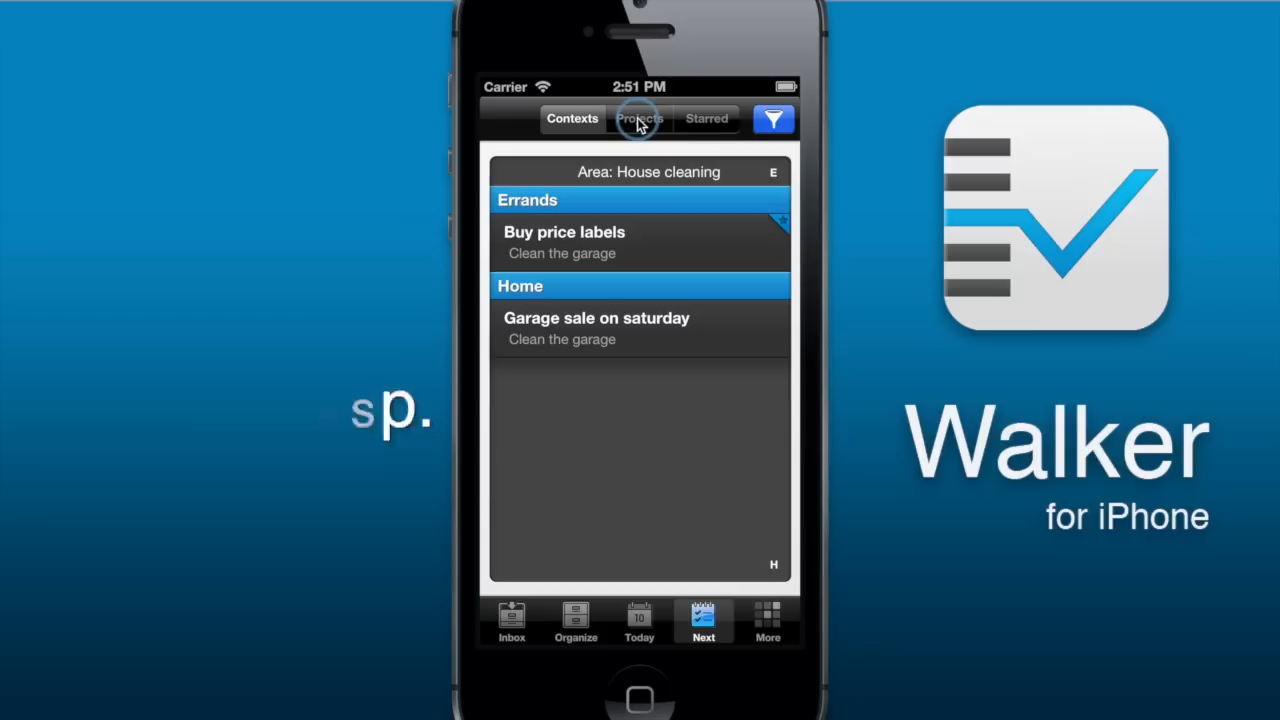 Carrier 2:51 PM
Contexts Projects Starred
Area: House cleaning E
Errands
Buy price labels
Clean the garage
Home
Garage sale on saturday
Clean the garage
H
Inbox Organize 10 Today Next More
sp.
Walker
for iPhone